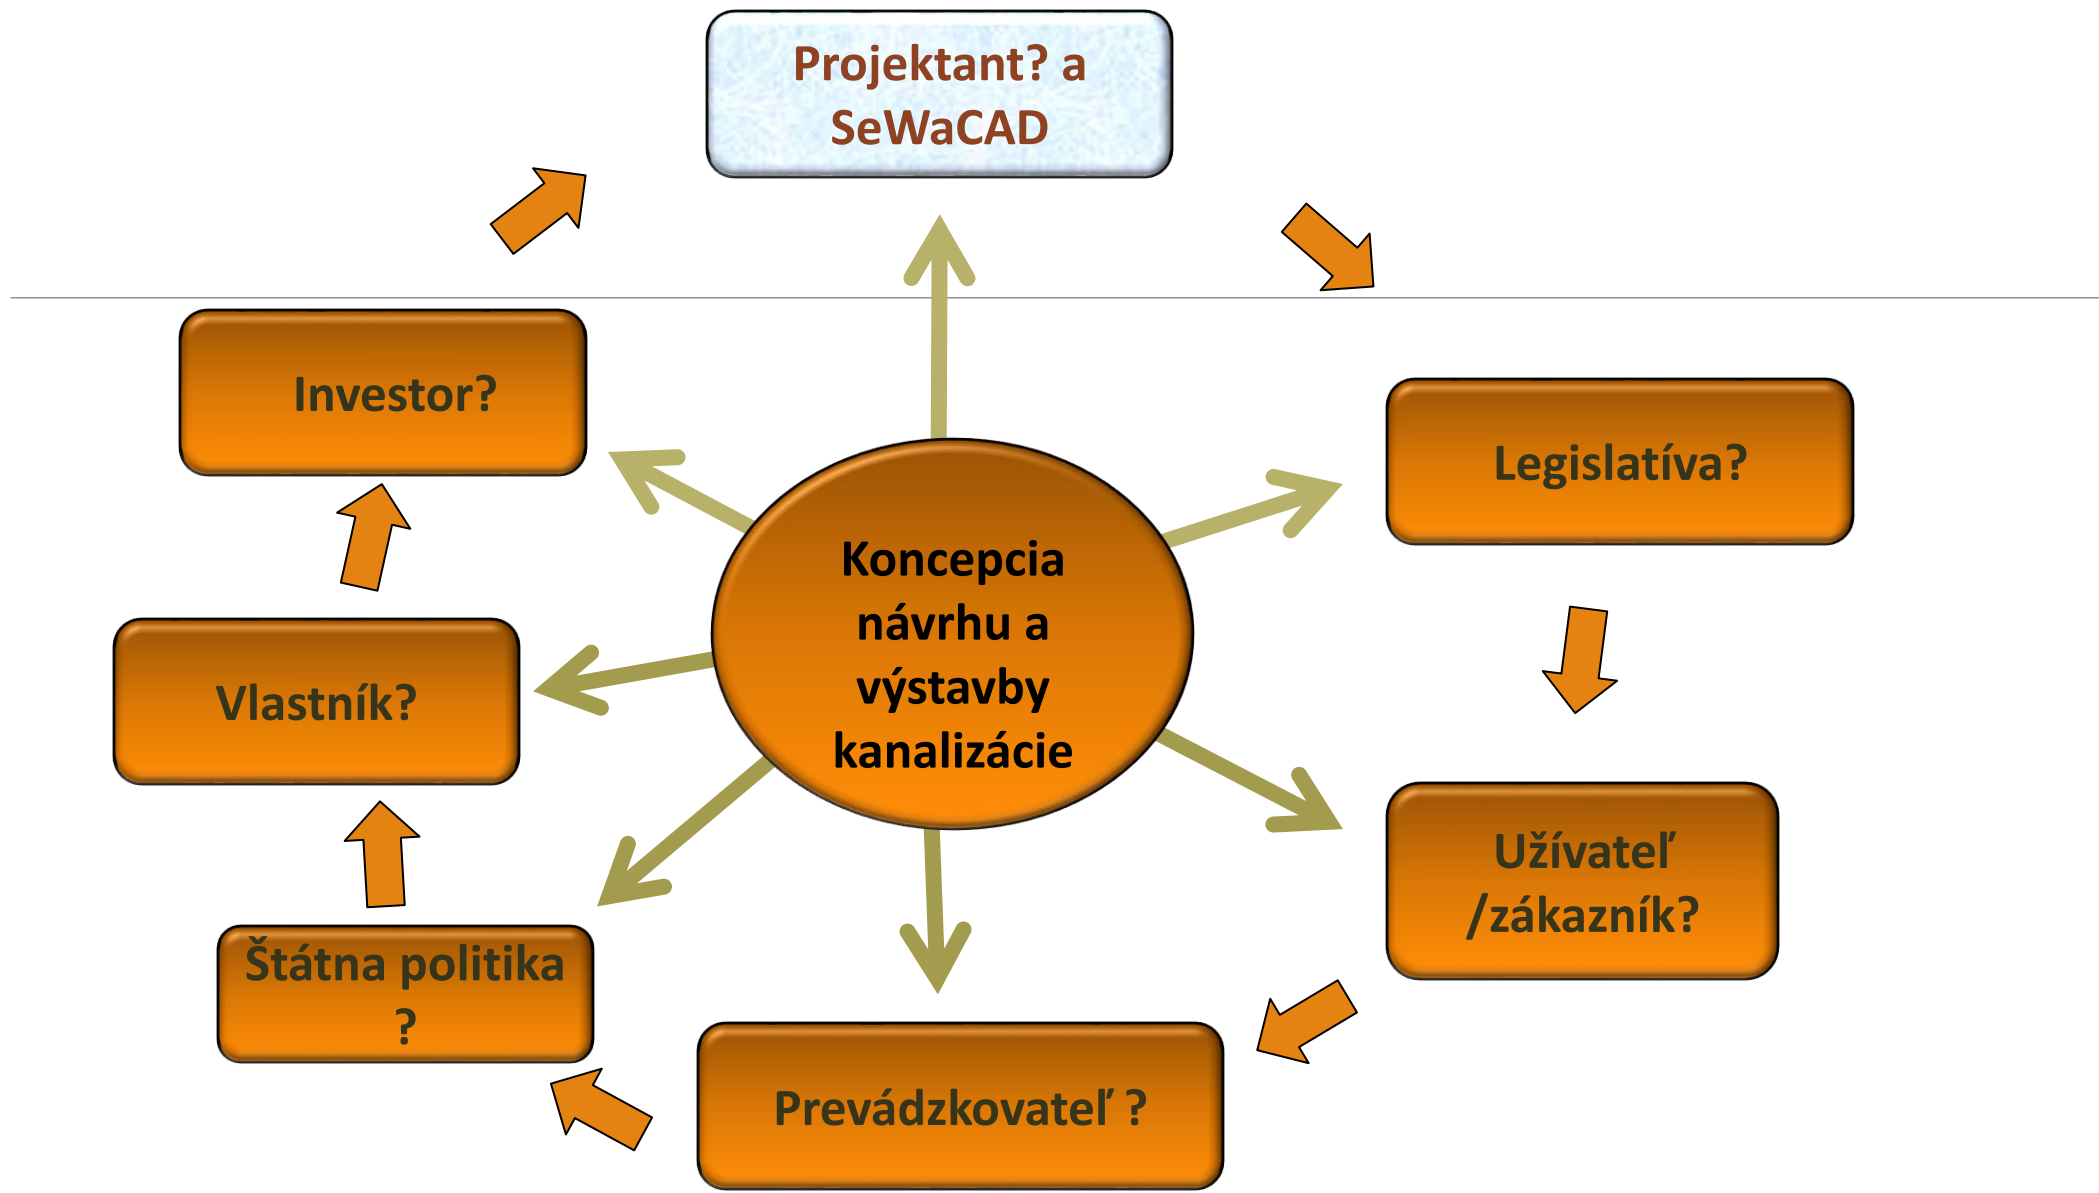 Projektant? a
SeWaCAD
Investor?
Legislatíva?
Koncepcia
návrhu a
výstavby
kanalizácie
Vlastník?
Užívateľ
/zákazník?
Štátna politika
?
Prevádzkovateľ ?